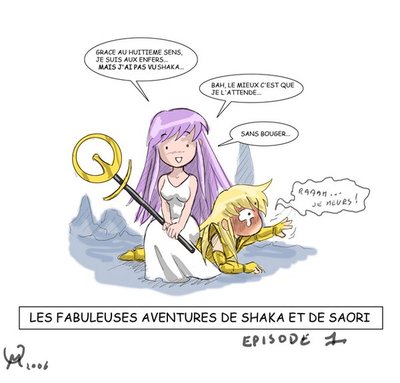 GRACE AU HUITIEME SENS,
JE SUIS AUX ENFERS...
MAIS J'AI PAS VU SHAKA...
BAH, LE MIEUX C'EST QUE
JE L'ATTENDE...
SANS BOUGER...
RAAAH...
JE MEURS!
LES FABULEUSES AVENTURES DE SHAKA ET DE SAORI
EPISODE 1
2006